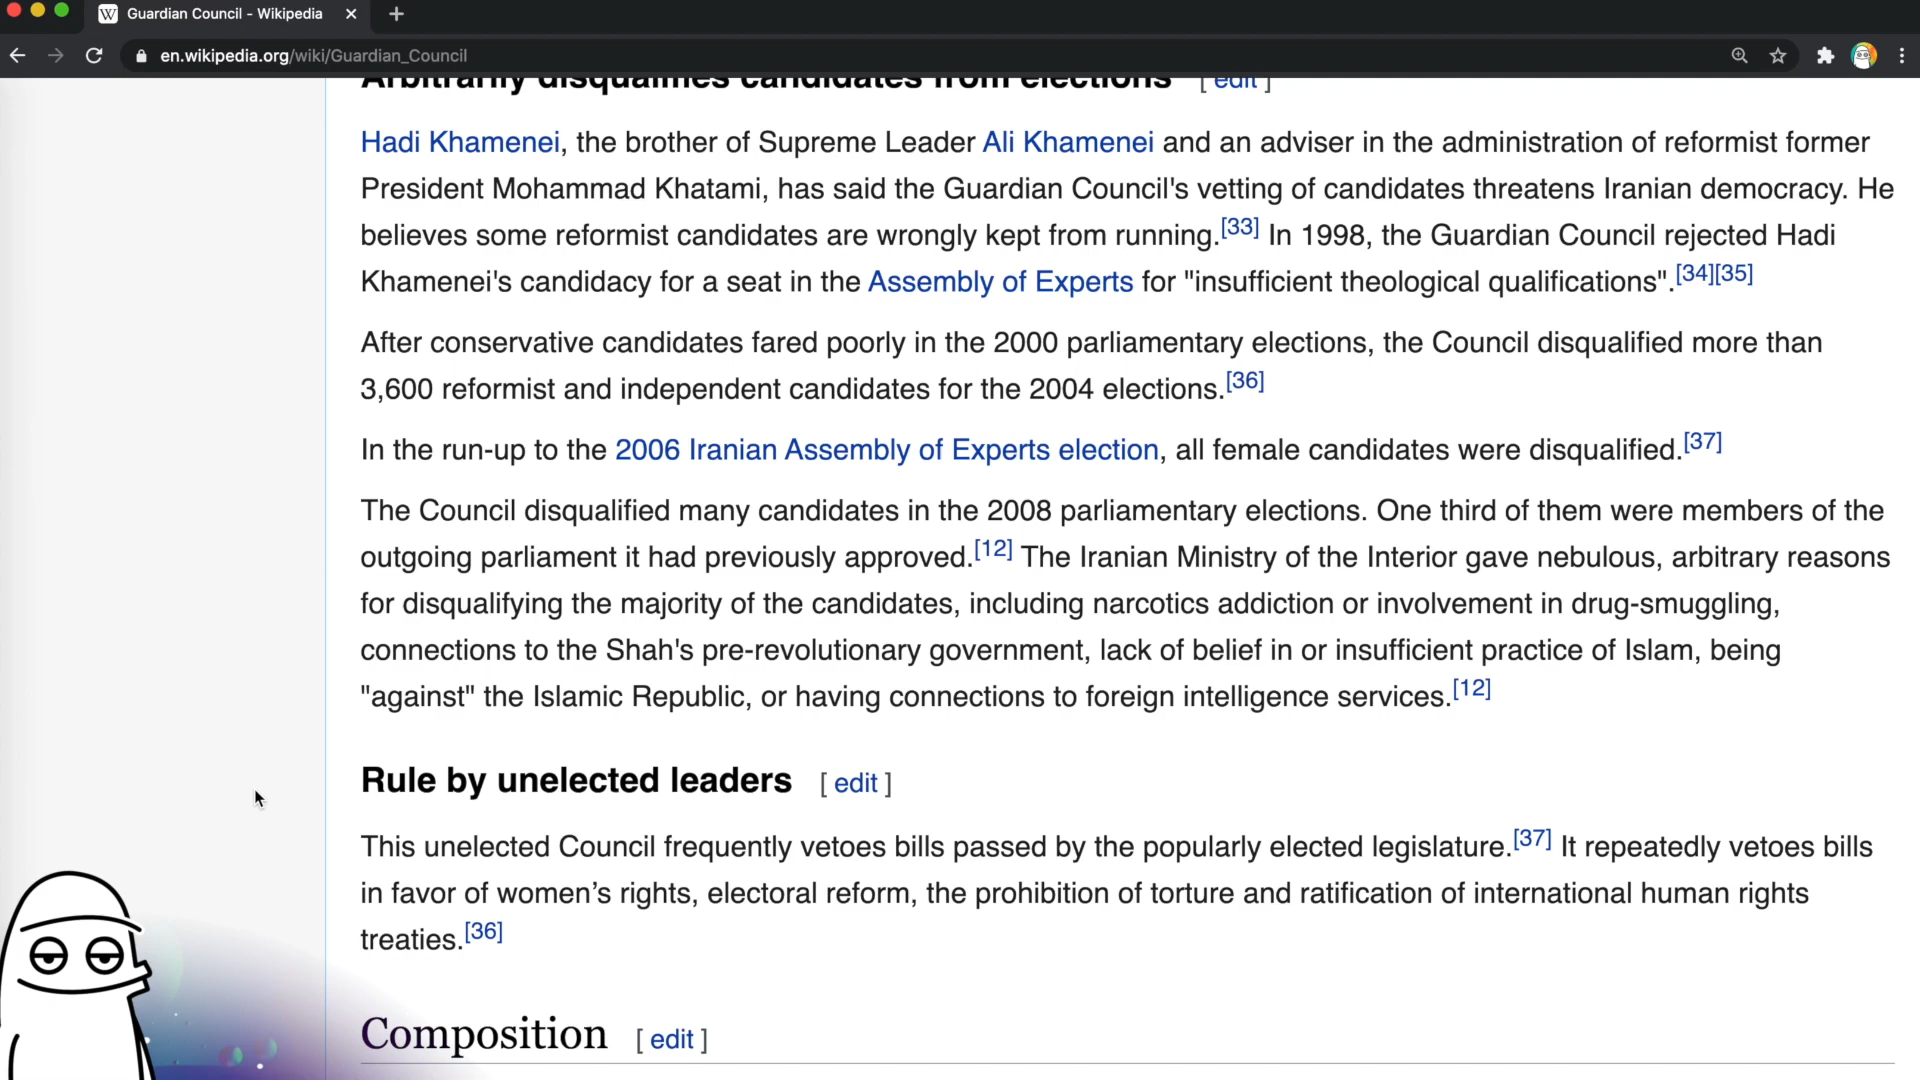 Guardian Council - Wikipedia
en.wikipedia.org/wiki/Guardian_Council
Arbitrarily disqualifies candidates from elections [ edit ]
Hadi Khamenei, the brother of Supreme Leader Ali Khamenei and an adviser in the administration of reformist former
President Mohammad Khatami, has said the Guardian Council's vetting of candidates threatens Iranian democracy. He
believes some reformist candidates are wrongly kept from running.[33] In 1998, the Guardian Council rejected Hadi
Khamenei's candidacy for a seat in the Assembly of Experts for "insufficient theological qualifications".[34][35]
After conservative candidates fared poorly in the 2000 parliamentary elections, the Council disqualified more than
3,600 reformist and independent candidates for the 2004 elections.[36]
In the run-up to the 2006 Iranian Assembly of Experts election, all female candidates were disqualified.[37]
The Council disqualified many candidates in the 2008 parliamentary elections. One third of them were members of the
outgoing parliament it had previously approved.[12] The Iranian Ministry of the Interior gave nebulous, arbitrary reasons
for disqualifying the majority of the candidates, including narcotics addiction or involvement in drug-smuggling,
connections to the Shah's pre-revolutionary government, lack of belief in or insufficient practice of Islam, being
"against" the Islamic Republic, or having connections to foreign intelligence services.[12]
Rule by unelected leaders [ edit ]
This unelected Council frequently vetoes bills passed by the popularly elected legislature.[37] It repeatedly vetoes bills
in favor of women’s rights, electoral reform, the prohibition of torture and ratification of international human rights
treaties.[36]
Composition [ edit ]